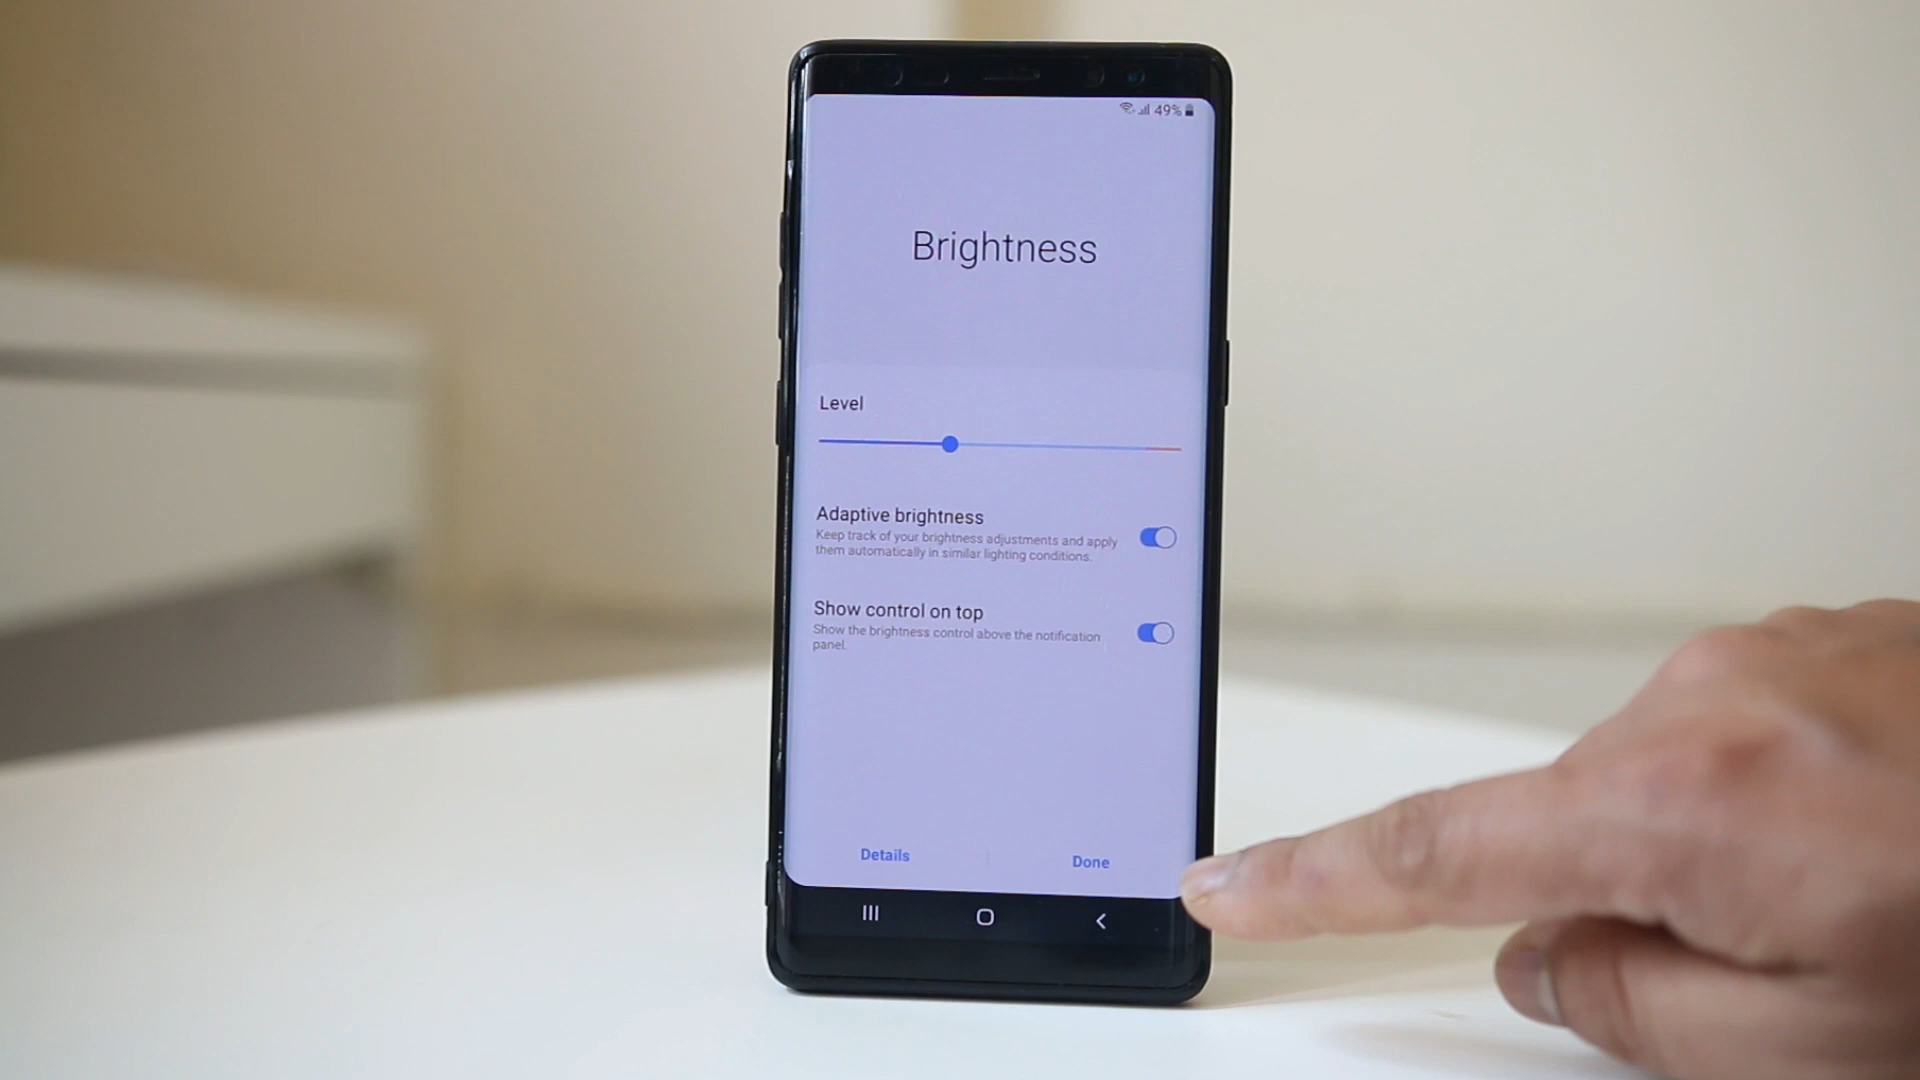 49%
Brightness
Level
Adaptive brightness
Keep track of your brightness adjustments and apply
them automatically in similar lighting conditions.
Show control on top
Show the brightness control above the notification
panel.
Details
Done